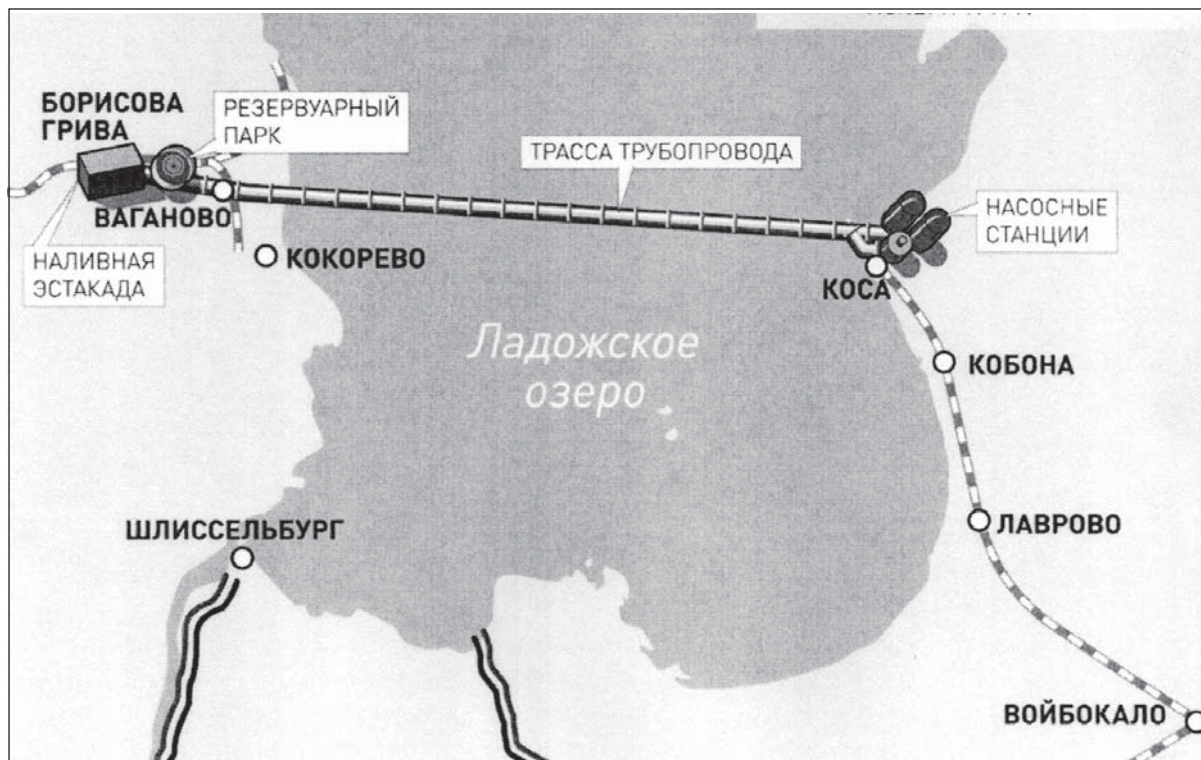 БОРИСОВА
ГРИВА
РЕЗЕРВУАРНЫЙ
ПАРК
ТРАССА ТРУБОПРОВОДА
ВАГАНОВО
НАСОСНЫЕ
СТАНЦИИ
НАЛИВНАЯ
ЭСТАКАДА
КОКОРЕВО
КОСА
Ладожское
озеро
КОБОНА
ШЛИССЕЛЬБУРГ
ЛАВРОВО
ВОЙБОКАЛО